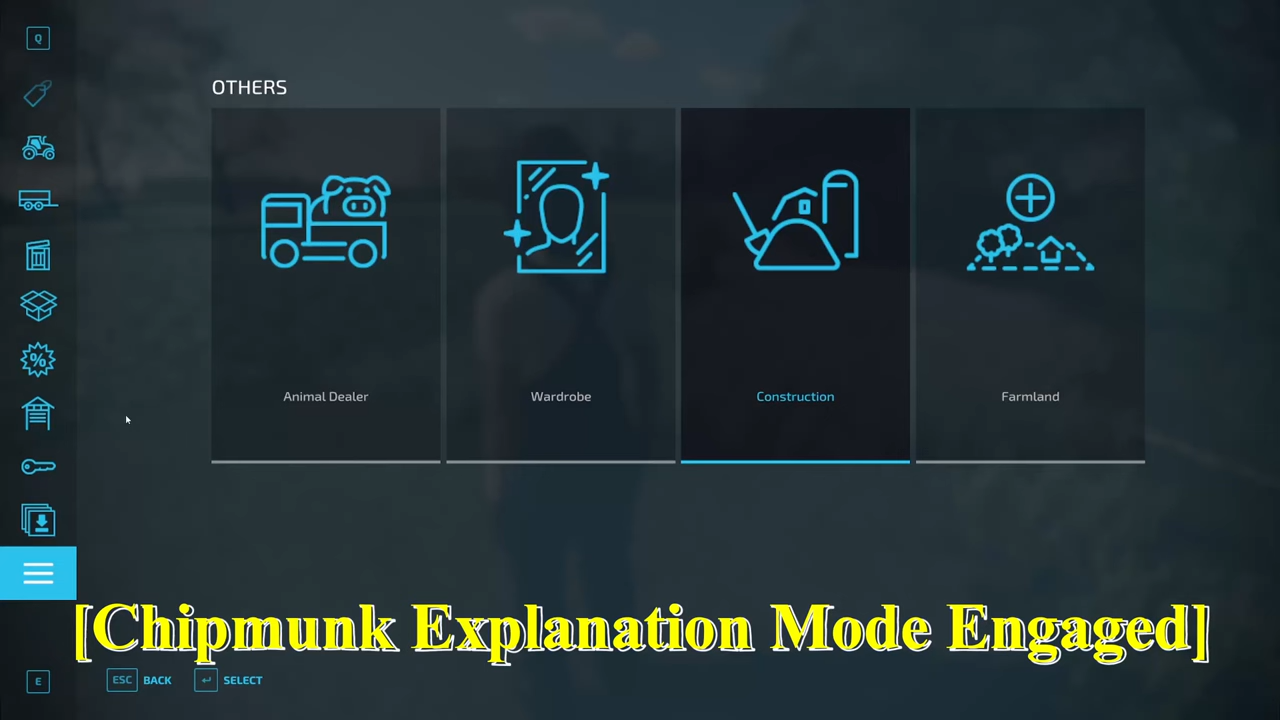 Q
OTHERS
Animal Dealer
Wardrobe
Construction
Farmland
%
[Chipmunk Explanation Mode Engaged]
E
ESC BACK
SELECT